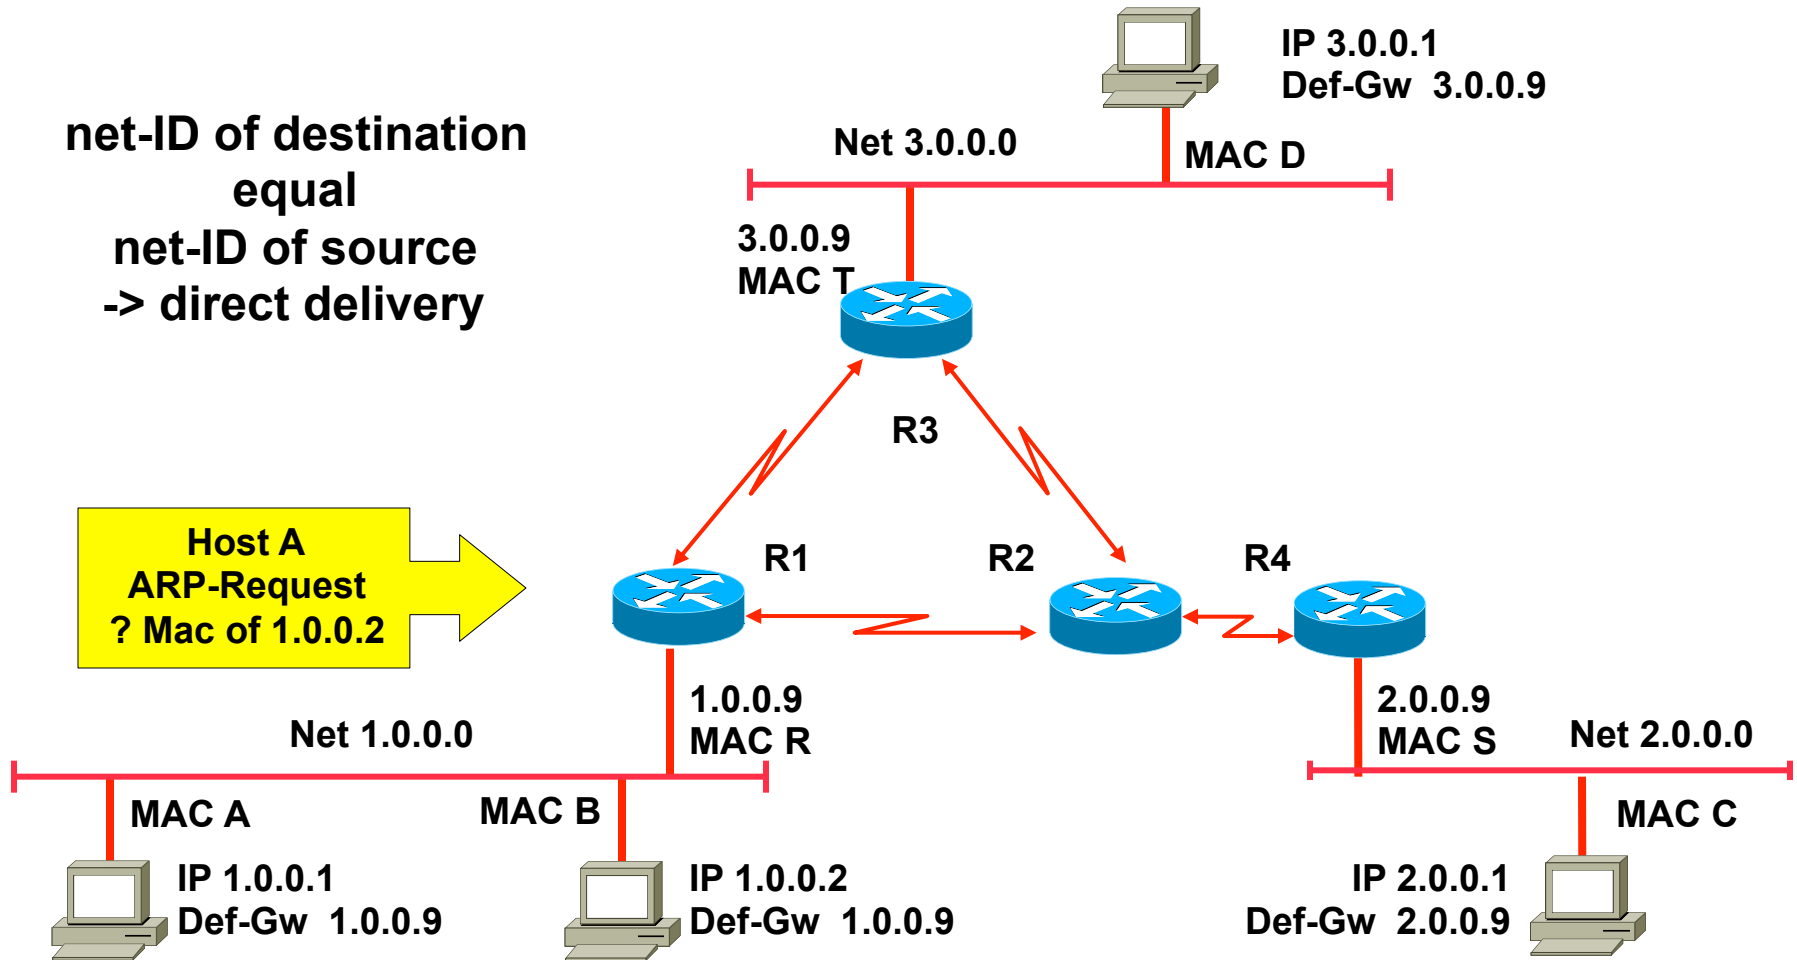 IP 3.0.0.1
Def-Gw 3.0.0.9
net-ID of destination
equal
net-ID of source
-> direct delivery
Net 3.0.0.0
MAC D
3.0.0.9
MAC T
R3
Host A
ARP-Request
? Mac of 1.0.0.2
R1
R2
R4
1.0.0.9
MAC R
2.0.0.9
MAC S
Net 1.0.0.0
Net 2.0.0.0
MAC A
MAC B
MAC C
IP 1.0.0.1
Def-Gw 1.0.0.9
IP 1.0.0.2
Def-Gw 1.0.0.9
IP 2.0.0.1
Def-Gw 2.0.0.9